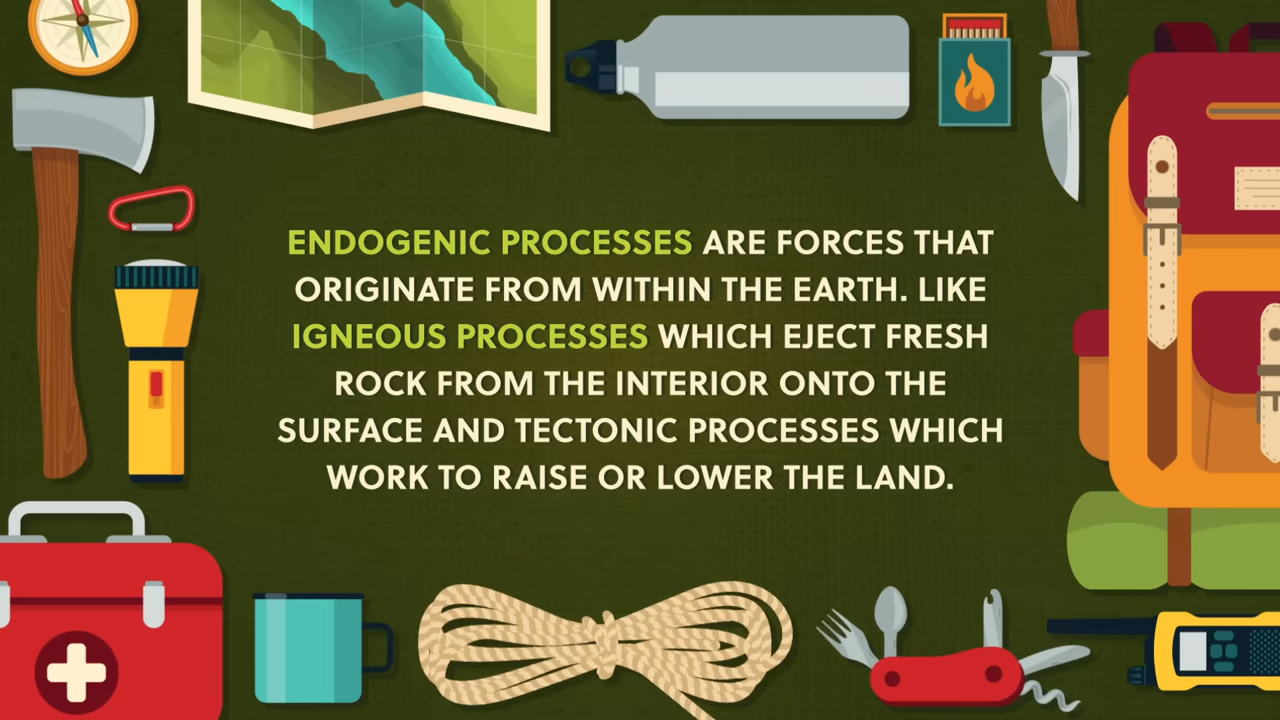 ENDOGENIC PROCESSES ARE FORCES THAT
ORIGINATE FROM WITHIN THE EARTH. LIKE
IGNEOUS PROCESSES WHICH EJECT FRESH
ROCK FROM THE INTERIOR ONTO THE
SURFACE AND TECTONIC PROCESSES WHICH
WORK TO RAISE OR LOWER THE LAND.